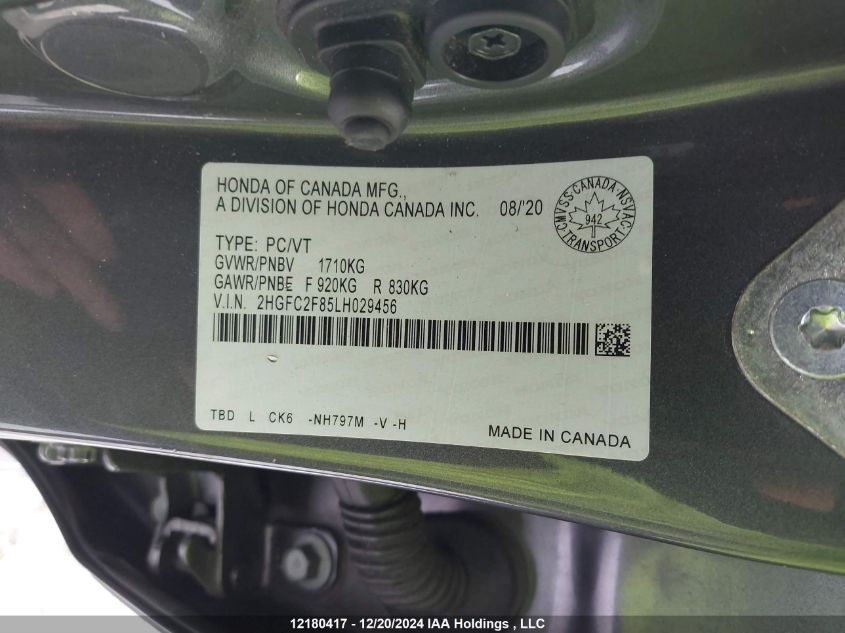 HONDA OF CANADA MFG.,
A DIVISION OF HONDA CANADA INC. 08/'20
CMVSS · CANADA · NSVAC · TRANSPORT
942
TYPE: PC/VT
GVWR/PNBV 1710KG
GAWR/PNBE F 920KG R 830KG
V.I.N. 2HGFC2F85LH029456
TBD L CK6 -NH797M -V -H
MADE IN CANADA
12180417 - 12/20/2024 IAA Holdings , LLC